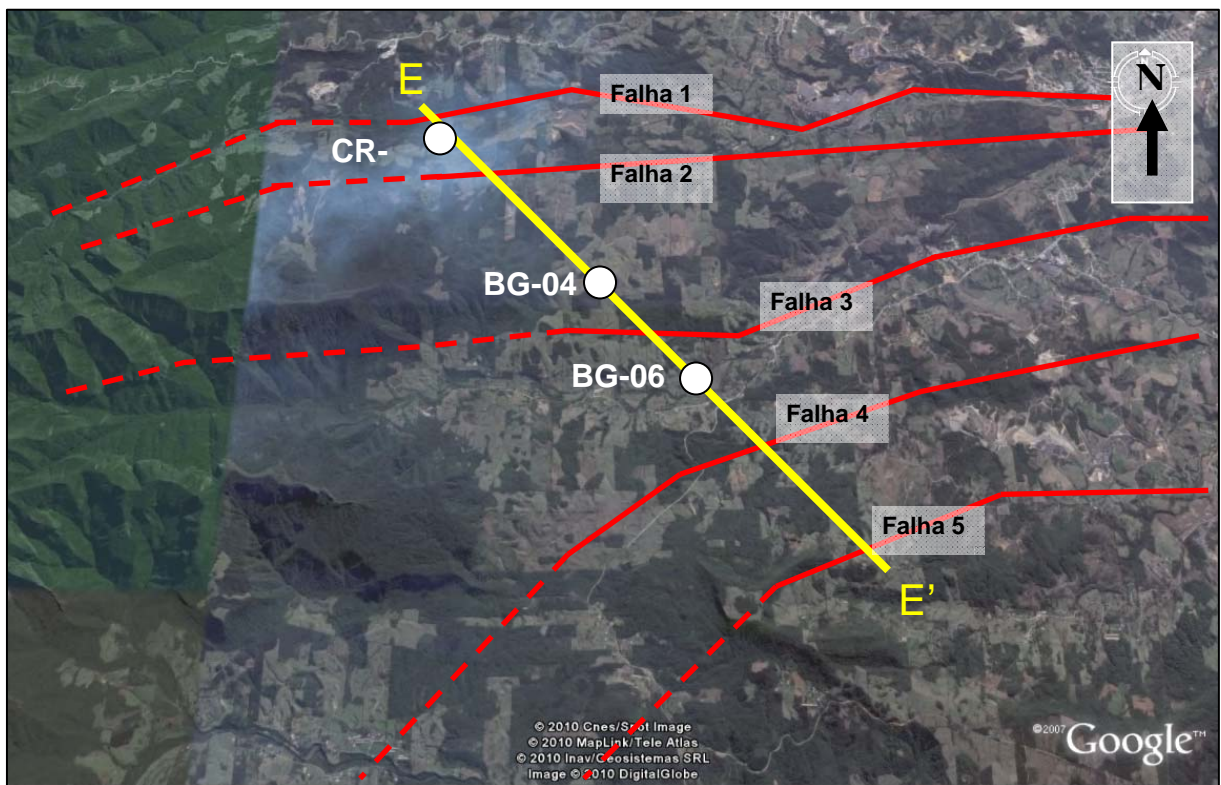 E
N
Falha 1
CR-
Falha 2
BG-04
Falha 3
BG-06
Falha 4
Falha 5
E’
© 2010 Cnes/Spot Image
© 2010 MapLink/Tele Atlas
© 2010 Inav/Geosistemas SRL
Image © 2010 DigitalGlobe
©2007 Google™